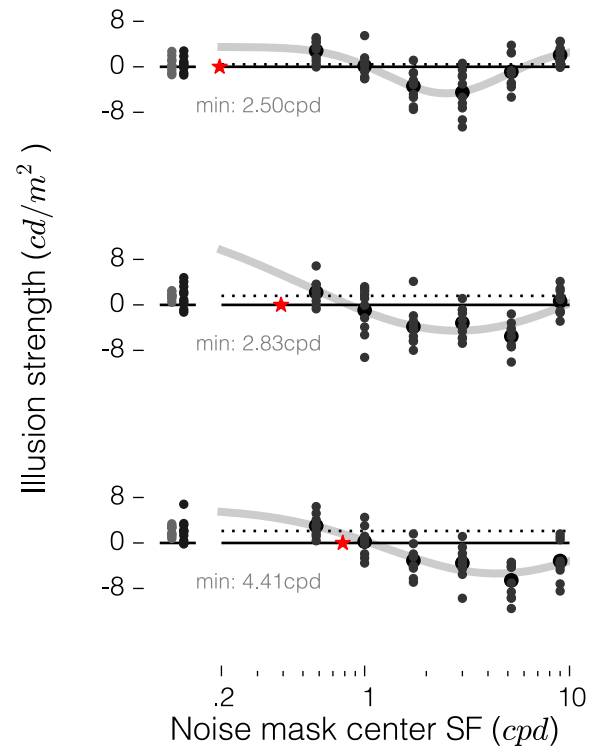 Illusion strength (cd/m²)
8
0
-8
min: 2.50cpd
8
0
-8
min: 2.83cpd
8
0
-8
min: 4.41cpd
.2 1 10
Noise mask center SF (cpd)